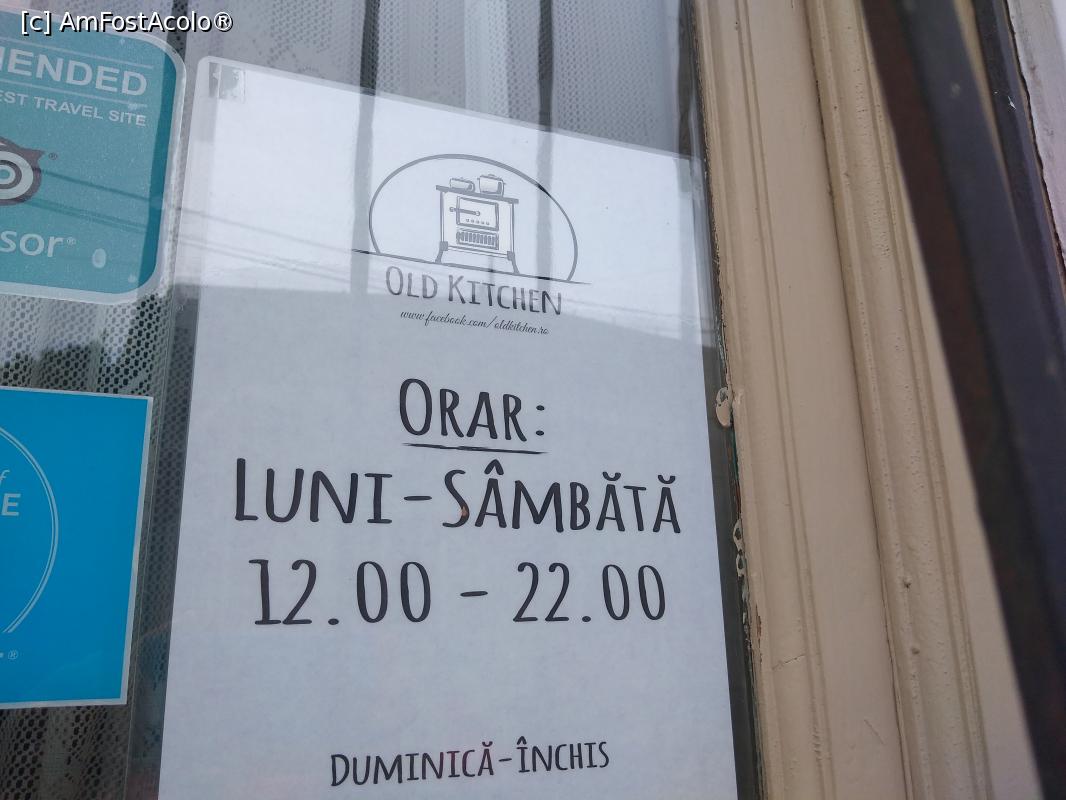 [c] AmFostAcolo®
ENDED
EST TRAVEL SITE
sor®
OLD KITCHEN
www.facebook.com/oldkitchen.ro
ORAR:
LUNI-SÂMBĂTĂ
12.00 - 22.00
DUMINICĂ-ÎNCHIS